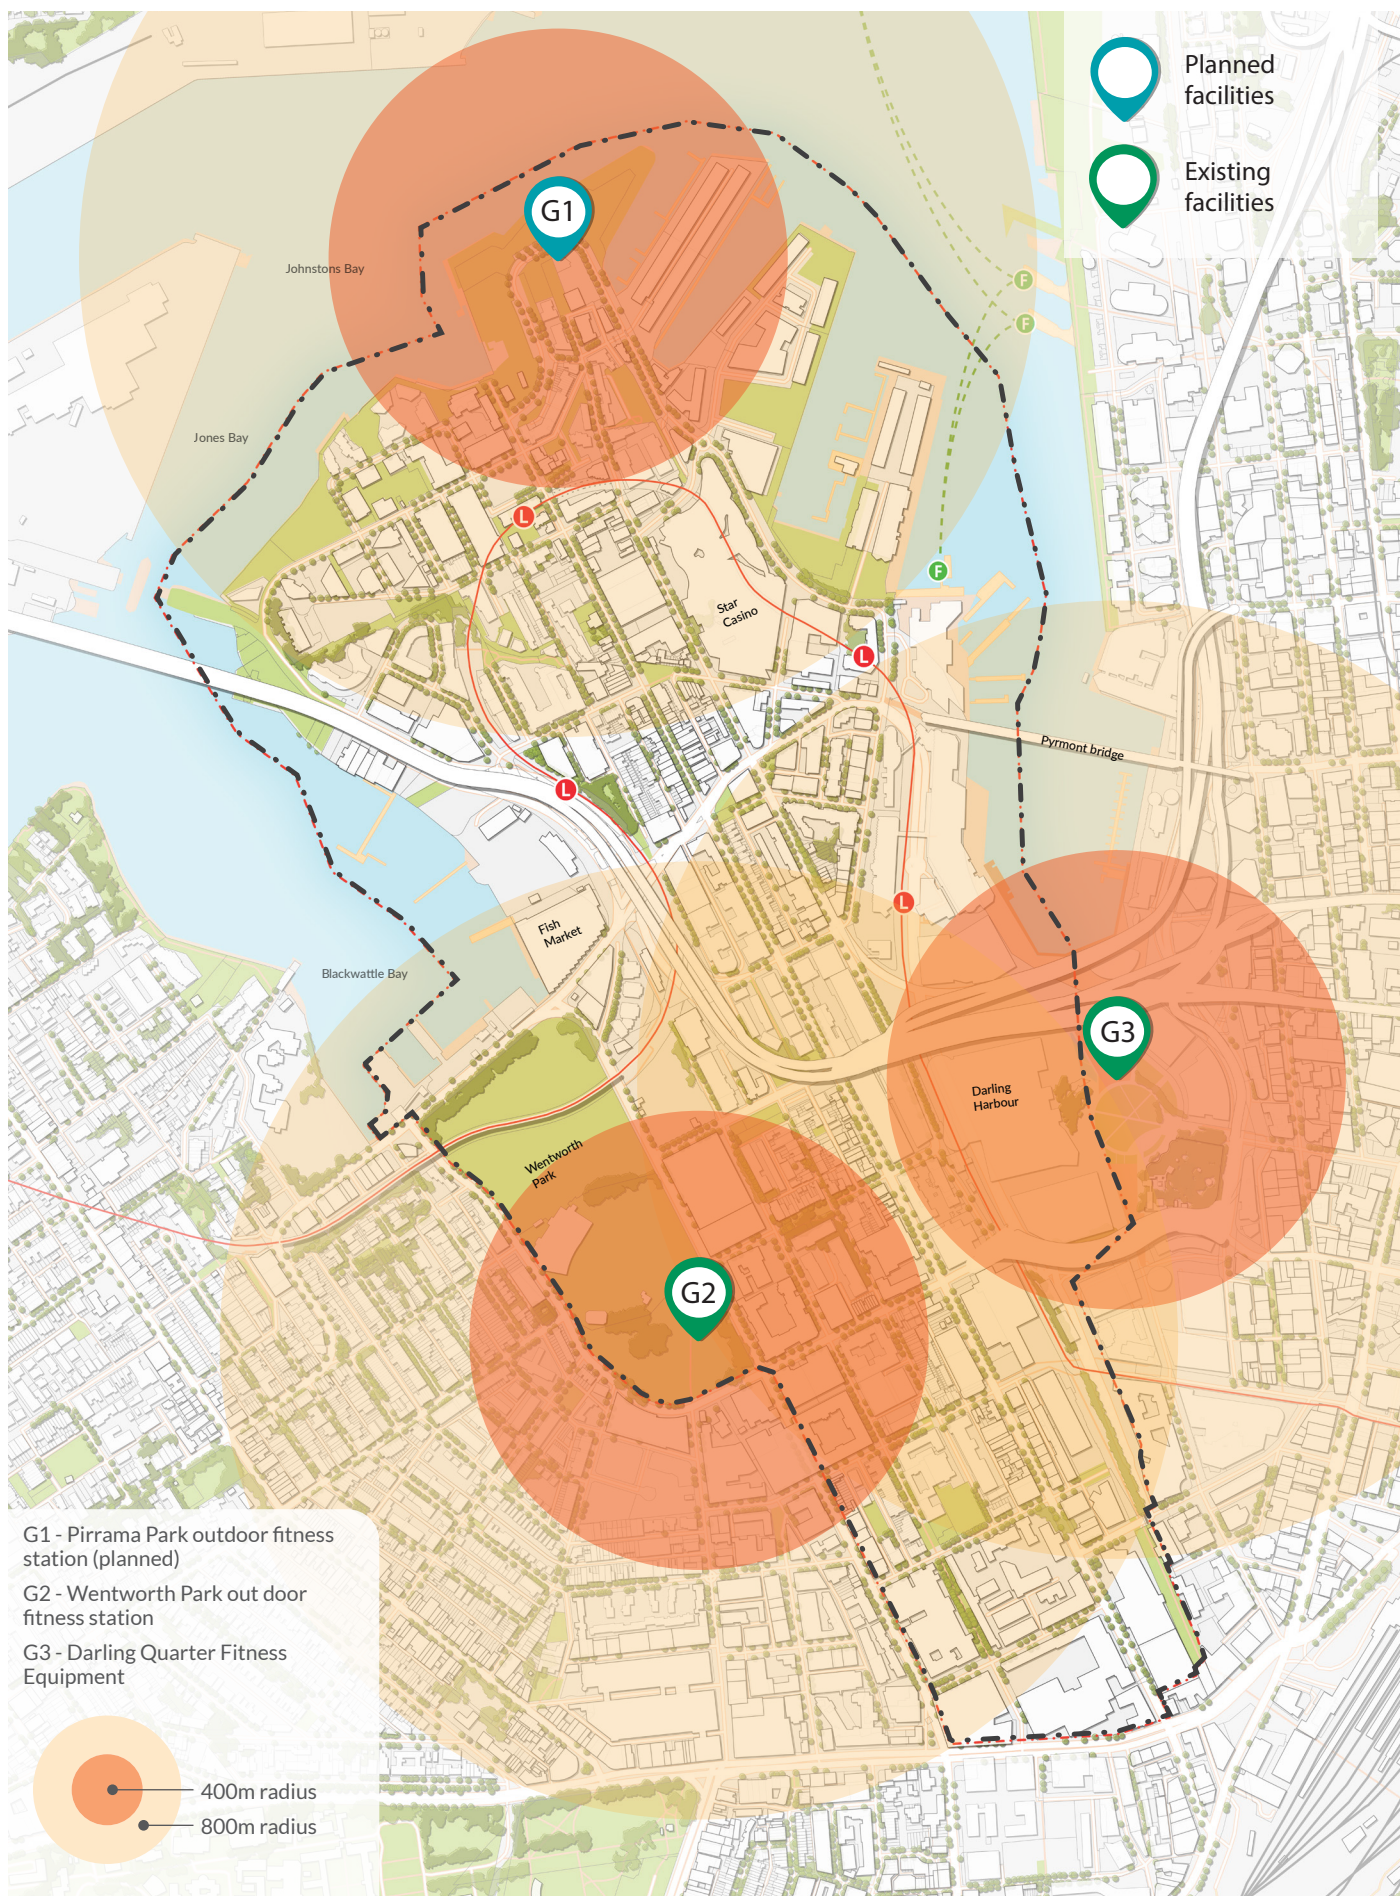 Planned
facilities
Existing
facilities
G1
Johnstons Bay
F
F
Jones Bay
L
F
Star
Casino
L
Pyrmont bridge
L
L
Fish
Market
Blackwattle Bay
G3
Darling
Harbour
Wentworth
Park
G2
G1 - Pirrama Park outdoor fitness
station (planned)
G2 - Wentworth Park out door
fitness station
G3 - Darling Quarter Fitness
Equipment
400m radius
800m radius